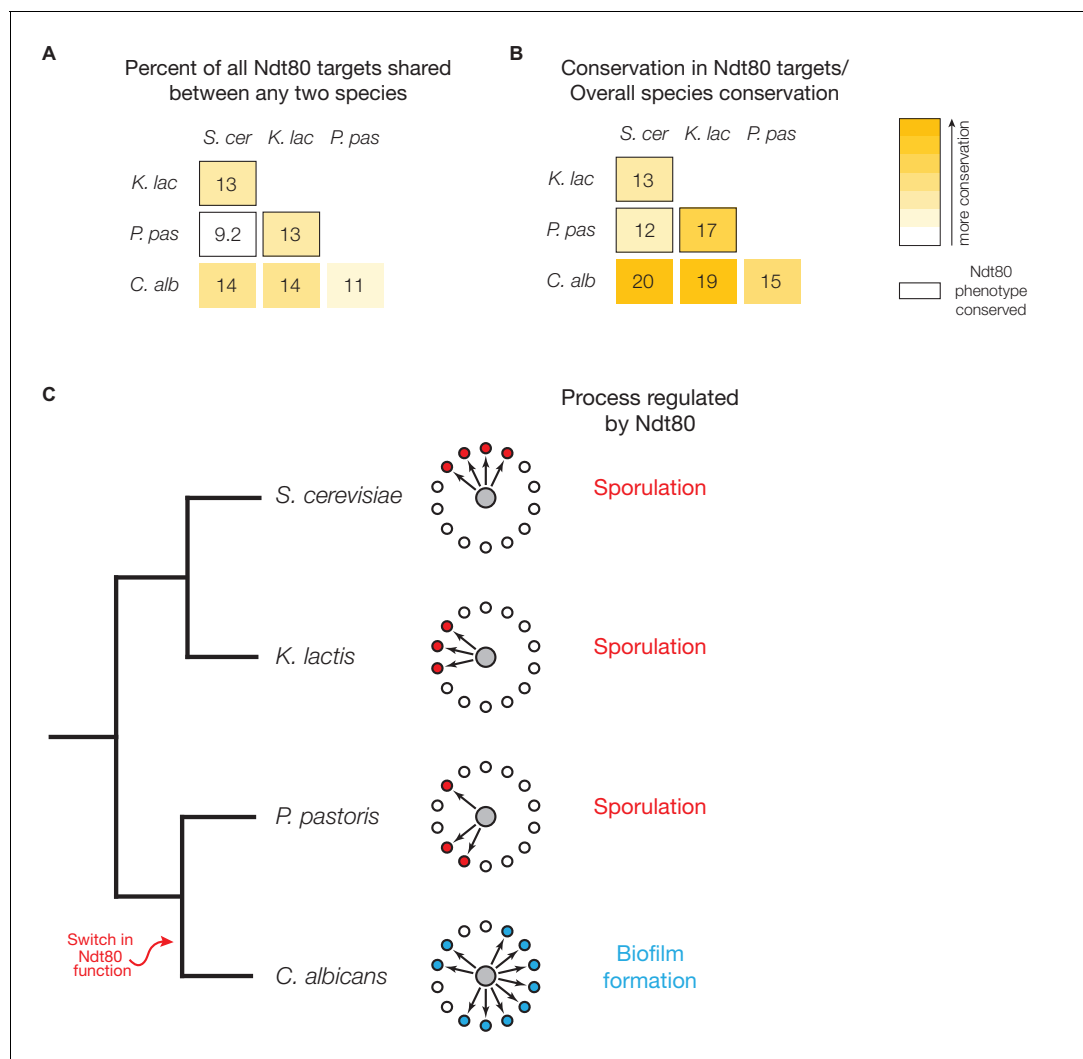 A
Percent of all Ndt80 targets shared
between any two species
S. cer K. lac P. pas
K. lac 13
P. pas 9.2 13
C. alb 14 14 11
B
Conservation in Ndt80 targets/
Overall species conservation
S. cer K. lac P. pas
K. lac 13
P. pas 12 17
C. alb 20 19 15
more conservation
Ndt80
phenotype
conserved
C
Process regulated
by Ndt80
S. cerevisiae
Sporulation
K. lactis
Sporulation
P. pastoris
Sporulation
Switch in
Ndt80
function
C. albicans
Biofilm
formation